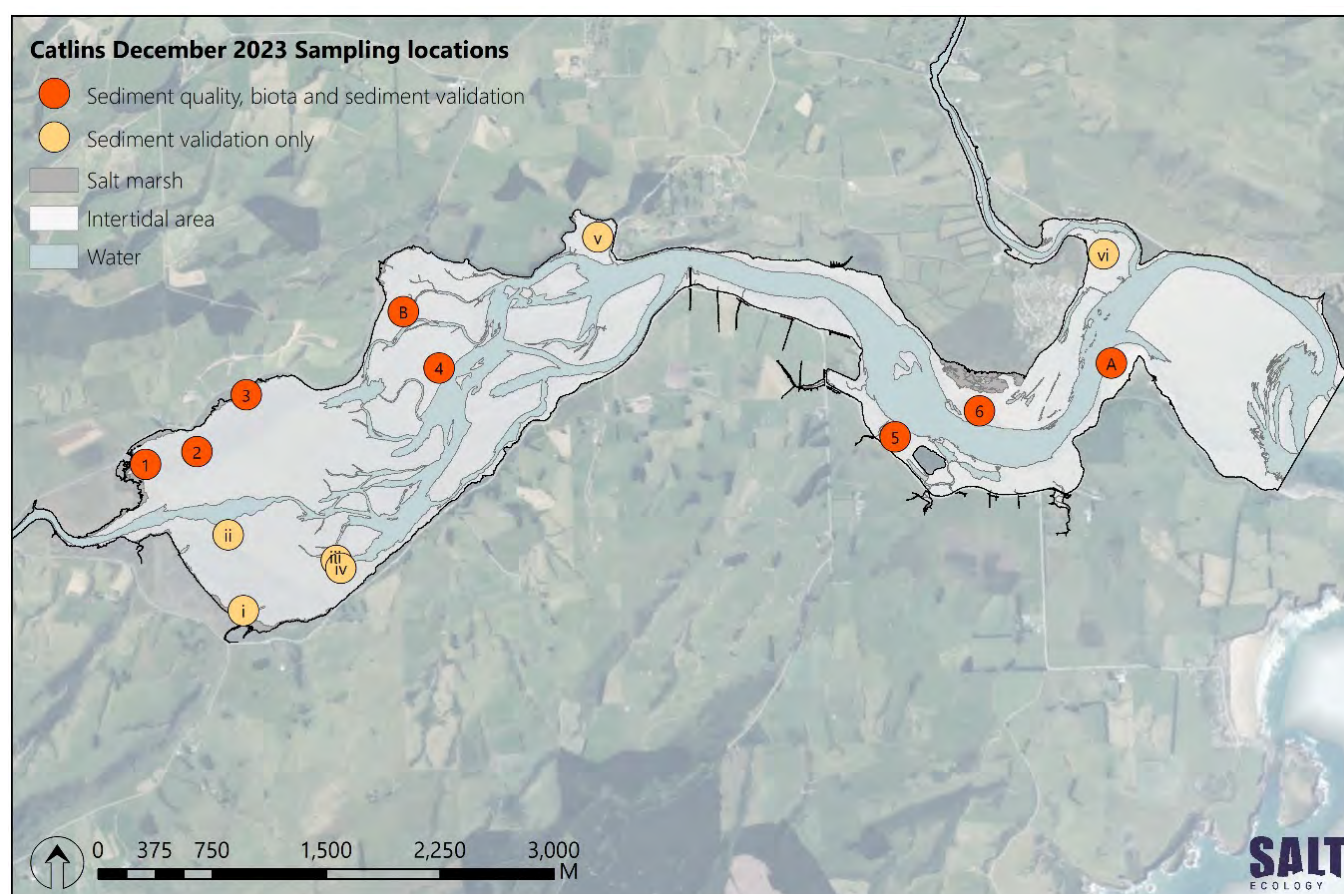 Catlins December 2023 Sampling locations
Sediment quality, biota and sediment validation
Sediment validation only
Salt marsh
Intertidal area
Water
v
vi
B
4
A
3
6
5
2
1
ii
iii
iv
i
0 375 750 1,500 2,250 3,000
M
SALT
ECOLOGY